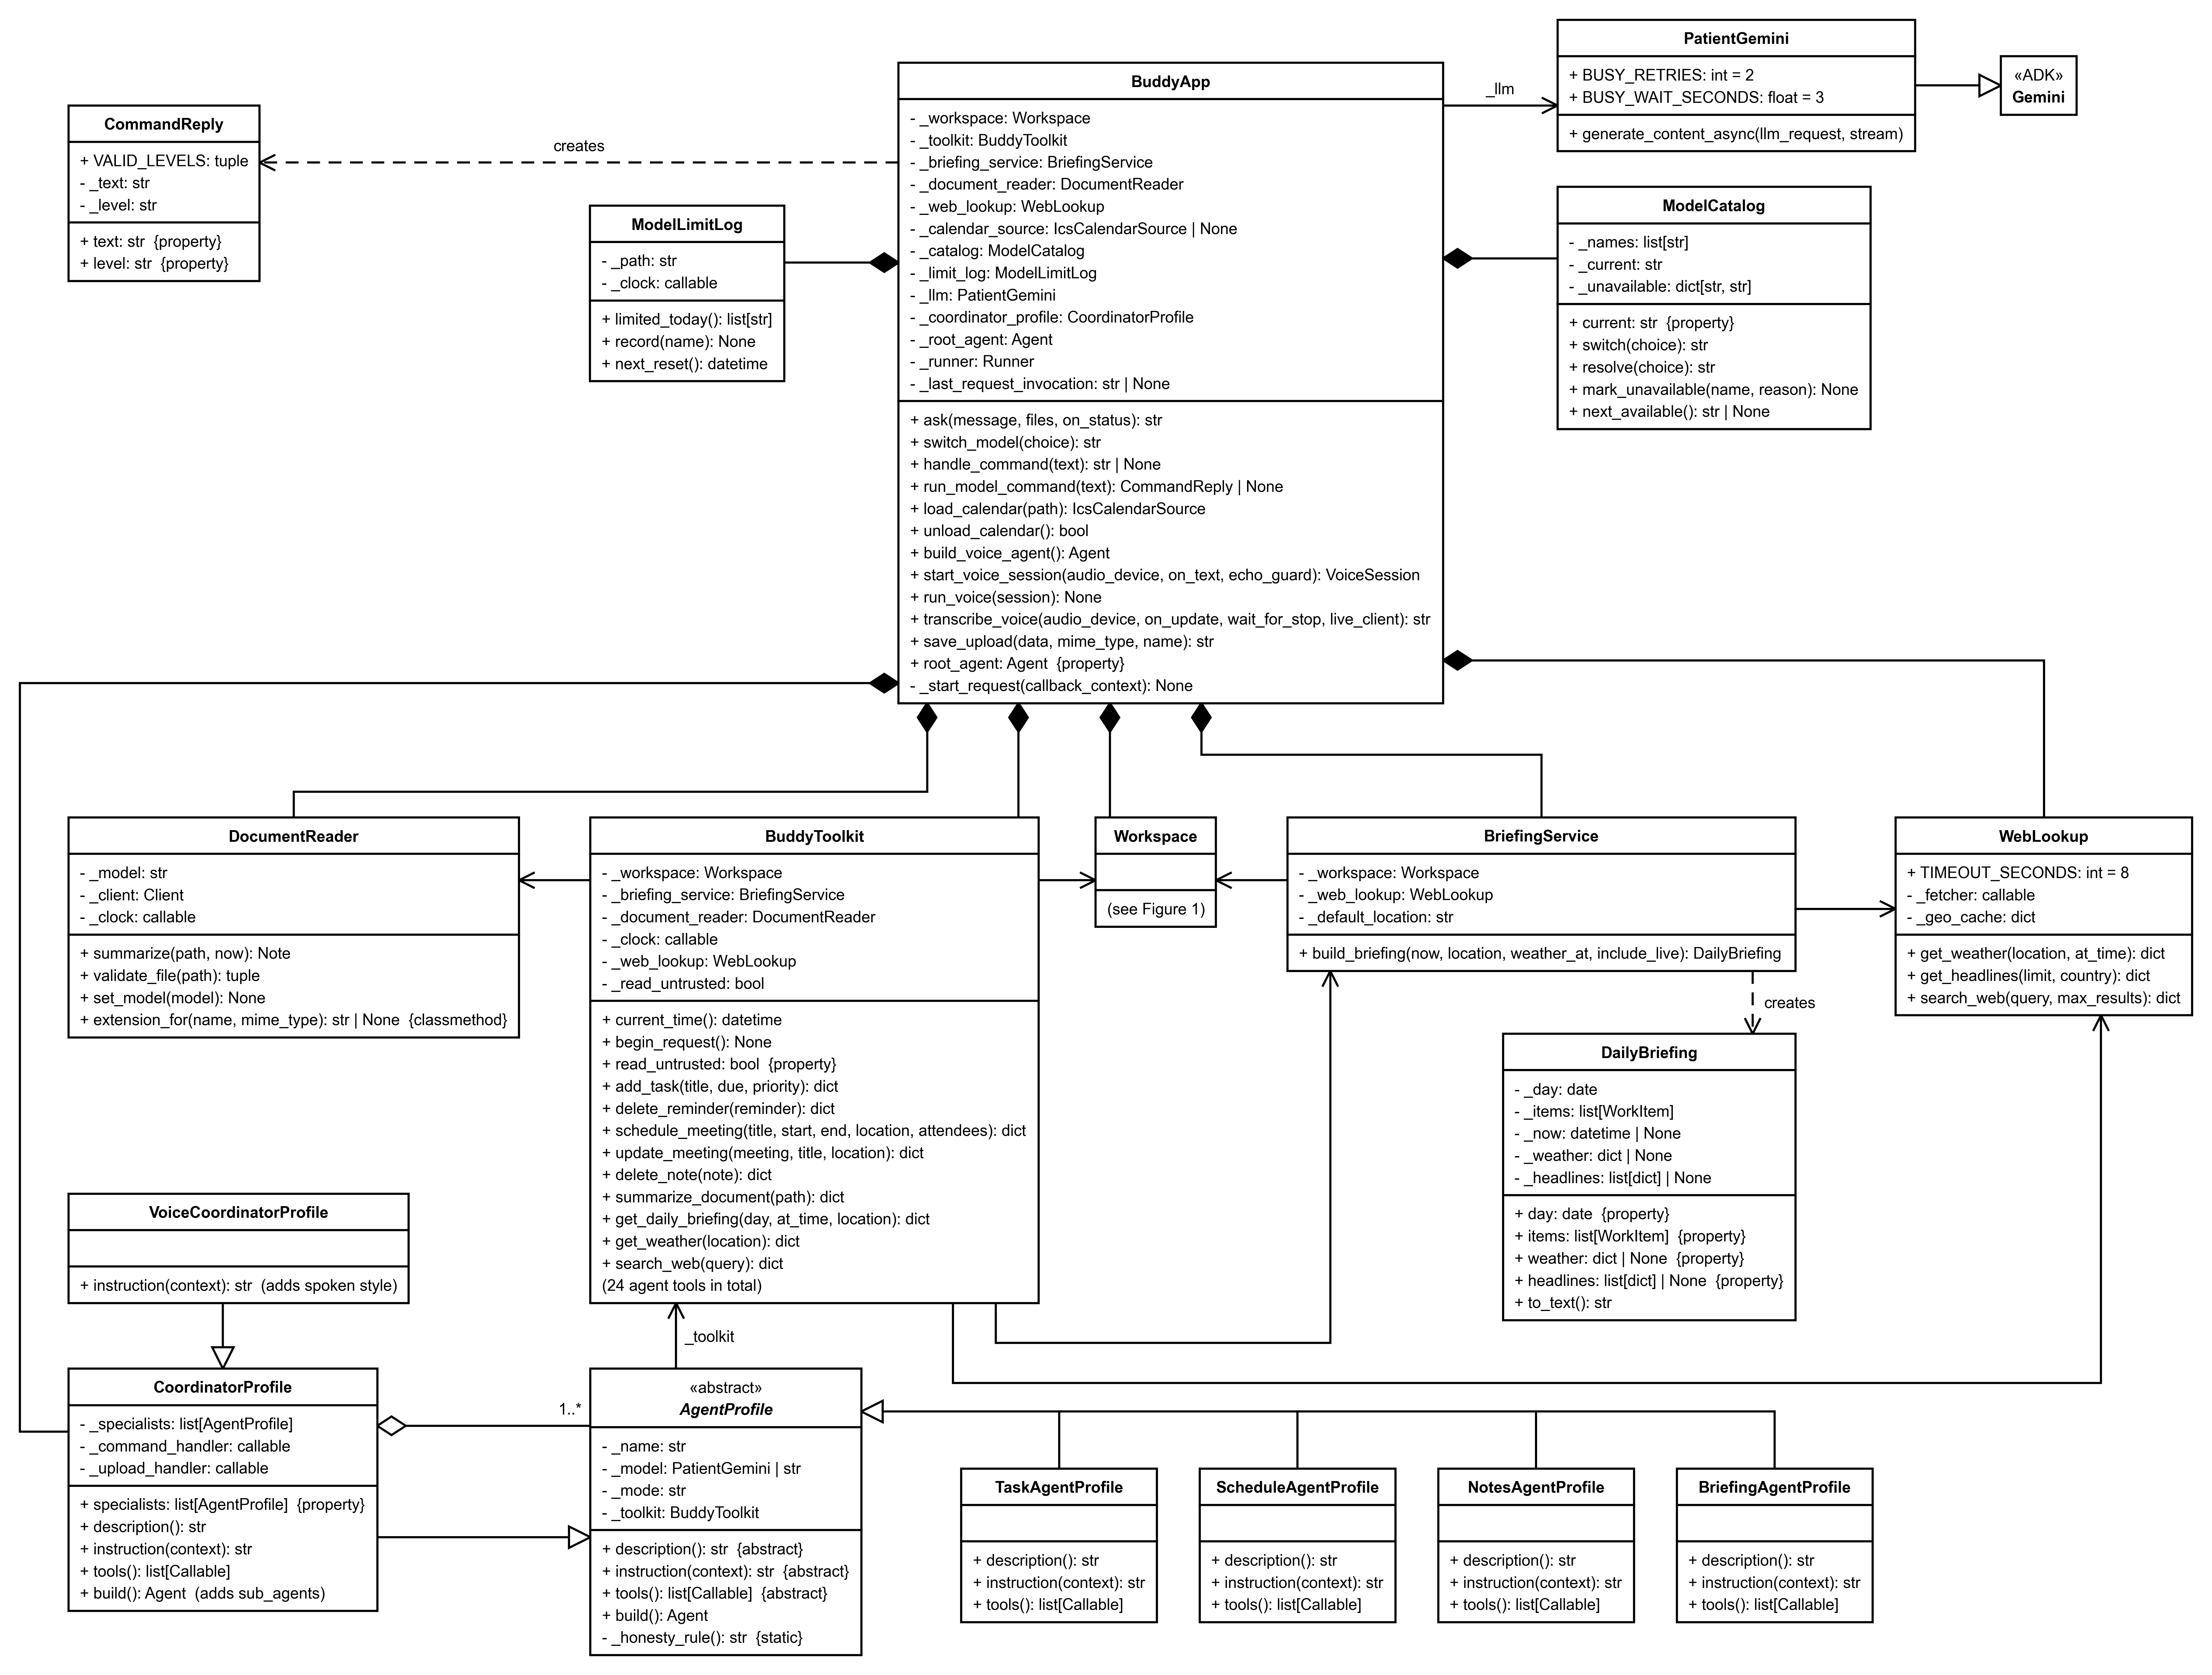 PatientGemini
+ BUSY_RETRIES: int = 2
+ BUSY_WAIT_SECONDS: float = 3
+ generate_content_async(llm_request, stream)
«ADK»
Gemini
_llm
BuddyApp
- _workspace: Workspace
- _toolkit: BuddyToolkit
- _briefing_service: BriefingService
- _document_reader: DocumentReader
- _web_lookup: WebLookup
- _calendar_source: IcsCalendarSource | None
- _catalog: ModelCatalog
- _limit_log: ModelLimitLog
- _llm: PatientGemini
- _coordinator_profile: CoordinatorProfile
- _root_agent: Agent
- _runner: Runner
- _last_request_invocation: str | None
+ ask(message, files, on_status): str
+ switch_model(choice): str
+ handle_command(text): str | None
+ run_model_command(text): CommandReply | None
+ load_calendar(path): IcsCalendarSource
+ unload_calendar(): bool
+ build_voice_agent(): Agent
+ start_voice_session(audio_device, on_text, echo_guard): VoiceSession
+ run_voice(session): None
+ transcribe_voice(audio_device, on_update, wait_for_stop, live_client): str
+ save_upload(data, mime_type, name): str
+ root_agent: Agent {property}
- _start_request(callback_context): None
CommandReply
+ VALID_LEVELS: tuple
- _text: str
- _level: str
+ text: str {property}
+ level: str {property}
creates
ModelLimitLog
- _path: str
- _clock: callable
+ limited_today(): list[str]
+ record(name): None
+ next_reset(): datetime
ModelCatalog
- _names: list[str]
- _current: str
- _unavailable: dict[str, str]
+ current: str {property}
+ switch(choice): str
+ resolve(choice): str
+ mark_unavailable(name, reason): None
+ next_available(): str | None
DocumentReader
- _model: str
- _client: Client
- _clock: callable
+ summarize(path, now): Note
+ validate_file(path): tuple
+ set_model(model): None
+ extension_for(name, mime_type): str | None {classmethod}
BuddyToolkit
- _workspace: Workspace
- _briefing_service: BriefingService
- _document_reader: DocumentReader
- _clock: callable
- _web_lookup: WebLookup
- _read_untrusted: bool
+ current_time(): datetime
+ begin_request(): None
+ read_untrusted: bool {property}
+ add_task(title, due, priority): dict
+ delete_reminder(reminder): dict
+ schedule_meeting(title, start, end, location, attendees): dict
+ update_meeting(meeting, title, location): dict
+ delete_note(note): dict
+ summarize_document(path): dict
+ get_daily_briefing(day, at_time, location): dict
+ get_weather(location): dict
+ search_web(query): dict
(24 agent tools in total)
Workspace
(see Figure 1)
BriefingService
- _workspace: Workspace
- _web_lookup: WebLookup
- _default_location: str
+ build_briefing(now, location, weather_at, include_live): DailyBriefing
WebLookup
+ TIMEOUT_SECONDS: int = 8
- _fetcher: callable
- _geo_cache: dict
+ get_weather(location, at_time): dict
+ get_headlines(limit, country): dict
+ search_web(query, max_results): dict
creates
DailyBriefing
- _day: date
- _items: list[WorkItem]
- _now: datetime | None
- _weather: dict | None
- _headlines: list[dict] | None
+ day: date {property}
+ items: list[WorkItem] {property}
+ weather: dict | None {property}
+ headlines: list[dict] | None {property}
+ to_text(): str
VoiceCoordinatorProfile
+ instruction(context): str (adds spoken style)
_toolkit
CoordinatorProfile
- _specialists: list[AgentProfile]
- _command_handler: callable
- _upload_handler: callable
+ specialists: list[AgentProfile] {property}
+ description(): str
+ instruction(context): str
+ tools(): list[Callable]
+ build(): Agent (adds sub_agents)
1..*
«abstract»
AgentProfile
- _name: str
- _model: PatientGemini | str
- _mode: str
- _toolkit: BuddyToolkit
+ description(): str {abstract}
+ instruction(context): str {abstract}
+ tools(): list[Callable] {abstract}
+ build(): Agent
- _honesty_rule(): str {static}
TaskAgentProfile
+ description(): str
+ instruction(context): str
+ tools(): list[Callable]
ScheduleAgentProfile
+ description(): str
+ instruction(context): str
+ tools(): list[Callable]
NotesAgentProfile
+ description(): str
+ instruction(context): str
+ tools(): list[Callable]
BriefingAgentProfile
+ description(): str
+ instruction(context): str
+ tools(): list[Callable]